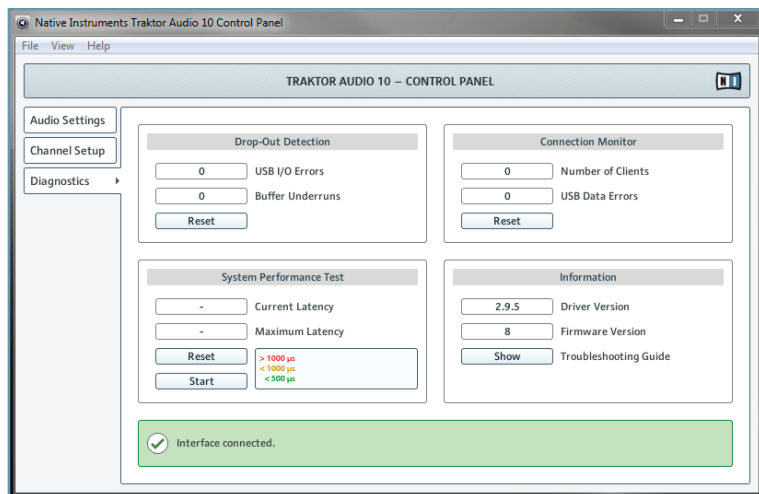 Native Instruments Traktor Audio 10 Control Panel
File View Help
TRAKTOR AUDIO 10 – CONTROL PANEL
NI
Audio Settings
Channel Setup
Diagnostics
Drop-Out Detection
0 USB I/O Errors
0 Buffer Underruns
Reset
Connection Monitor
0 Number of Clients
0 USB Data Errors
Reset
System Performance Test
- Current Latency
- Maximum Latency
Reset
Start
> 1000 µs
< 1000 µs
< 500 µs
Information
2.9.5 Driver Version
8 Firmware Version
Show Troubleshooting Guide
Interface connected.